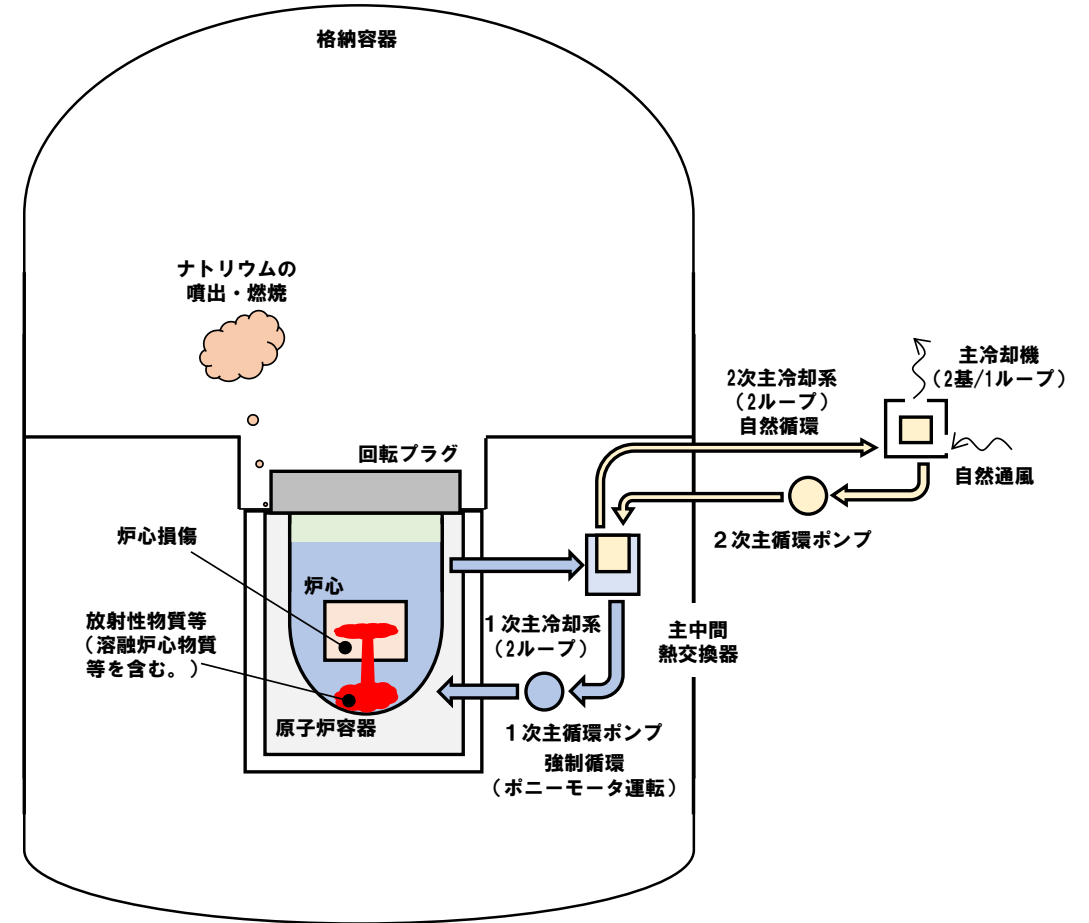 格納容器
ナトリウムの
噴出・燃焼
主冷却機
(2基/1ループ)
2次主冷却系
(2ループ)
自然循環
自然通風
回転プラグ
２次主循環ポンプ
炉心損傷
炉心
放射性物質等
(溶融炉心物質
等を含む。)
１次主冷却系
(2ループ)
主中間
熱交換器
原子炉容器
１次主循環ポンプ
強制循環
(ポニーモータ運転)